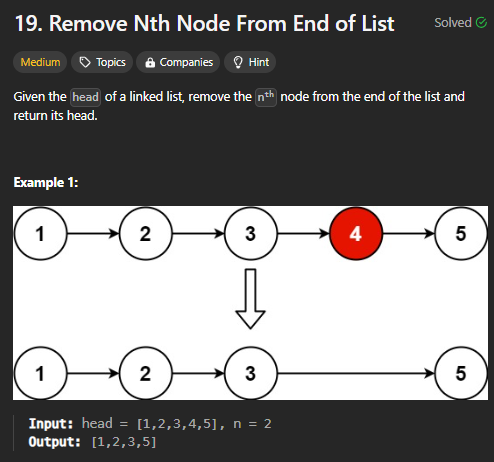 19. Remove Nth Node From End of List Solved
Medium Topics Companies Hint
Given the head of a linked list, remove the nth node from the end of the list and
return its head.
Example 1:
1 2 3 4 5
1 2 3 5
Input: head = [1,2,3,4,5], n = 2
Output: [1,2,3,5]